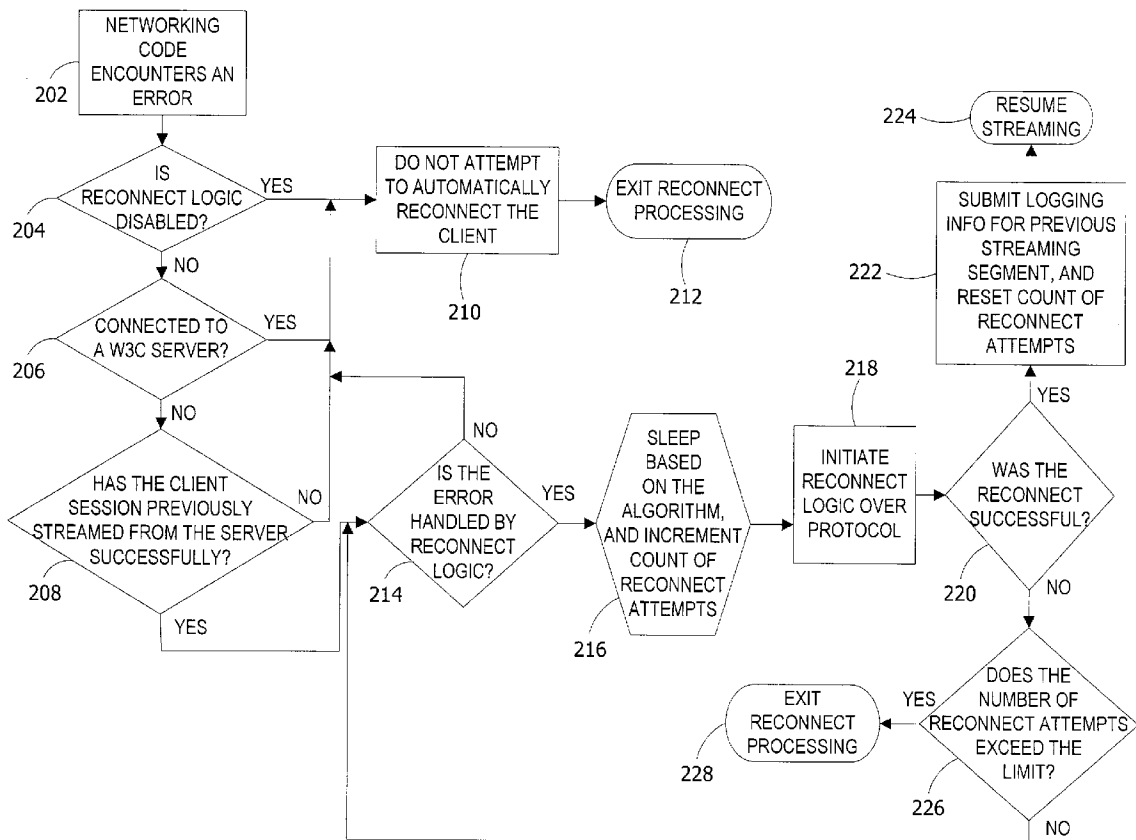 NETWORKING
CODE
ENCOUNTERS AN
ERROR
202
IS
RECONNECT LOGIC
DISABLED?
YES
204
NO
DO NOT ATTEMPT
TO AUTOMATICALLY
RECONNECT THE
CLIENT
210
EXIT RECONNECT
PROCESSING
212
CONNECTED TO
A W3C SERVER?
YES
206
NO
HAS THE CLIENT
SESSION PREVIOUSLY
STREAMED FROM THE SERVER
SUCCESSFULLY?
NO
208
YES
IS THE
ERROR
HANDLED BY
RECONNECT
LOGIC?
NO
YES
214
SLEEP
BASED
ON THE
ALGORITHM,
AND INCREMENT
COUNT OF
RECONNECT
ATTEMPTS
216
218
INITIATE
RECONNECT
LOGIC OVER
PROTOCOL
WAS THE
RECONNECT
SUCCESSFUL?
YES
220
NO
SUBMIT LOGGING
INFO FOR PREVIOUS
STREAMING
SEGMENT, AND
RESET COUNT OF
RECONNECT
ATTEMPTS
222
RESUME
STREAMING
224
DOES THE
NUMBER OF
RECONNECT ATTEMPTS
EXCEED THE
LIMIT?
YES
226
NO
EXIT
RECONNECT
PROCESSING
228